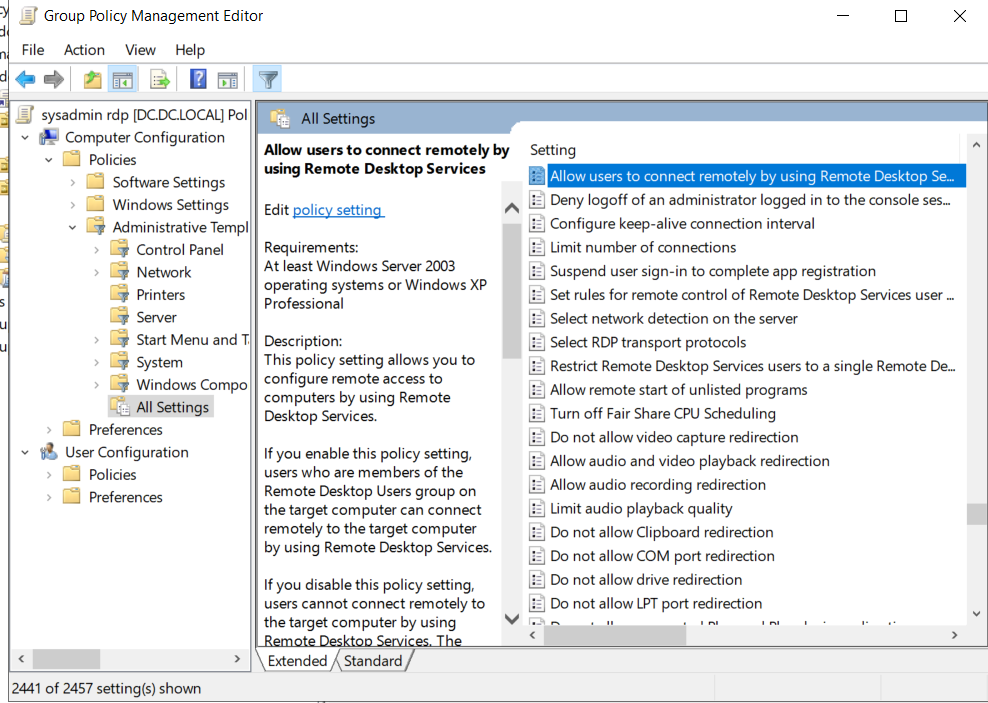 Group Policy Management Editor
File Action View Help
sysadmin rdp [DC.DC.LOCAL] Pol
Computer Configuration
Policies
Software Settings
Windows Settings
Administrative Templ
Control Panel
Network
Printers
Server
Start Menu and T
System
Windows Compo
All Settings
Preferences
User Configuration
Policies
Preferences
All Settings
Allow users to connect remotely by
using Remote Desktop Services
Edit policy setting
Requirements:
At least Windows Server 2003
operating systems or Windows XP
Professional
Description:
This policy setting allows you to
configure remote access to
computers by using Remote
Desktop Services.
If you enable this policy setting,
users who are members of the
Remote Desktop Users group on
the target computer can connect
remotely to the target computer
by using Remote Desktop Services.
If you disable this policy setting,
users cannot connect remotely to
the target computer by using
Remote Desktop Services. The
Setting
Allow users to connect remotely by using Remote Desktop Se...
Deny logoff of an administrator logged in to the console ses...
Configure keep-alive connection interval
Limit number of connections
Suspend user sign-in to complete app registration
Set rules for remote control of Remote Desktop Services user ...
Select network detection on the server
Select RDP transport protocols
Restrict Remote Desktop Services users to a single Remote De...
Allow remote start of unlisted programs
Turn off Fair Share CPU Scheduling
Do not allow video capture redirection
Allow audio and video playback redirection
Allow audio recording redirection
Limit audio playback quality
Do not allow Clipboard redirection
Do not allow COM port redirection
Do not allow drive redirection
Do not allow LPT port redirection
Extended Standard
2441 of 2457 setting(s) shown